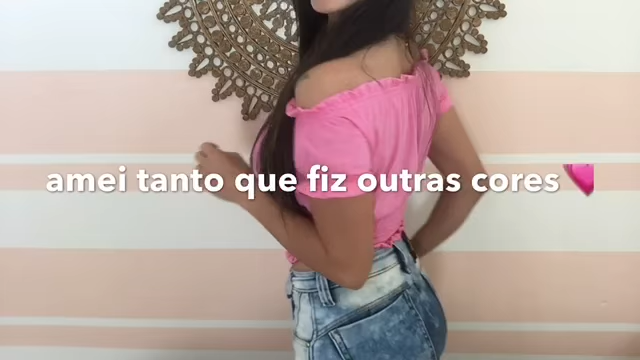 amei tanto que fiz outras cores💗